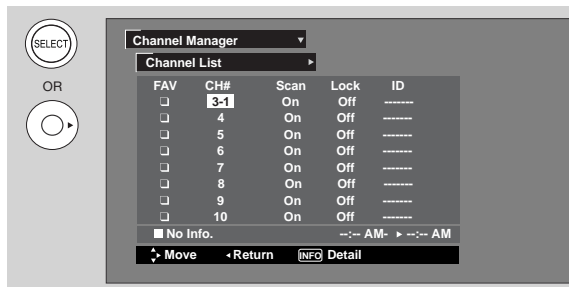 SELECT
OR
Channel Manager
Channel List
FAV CH# Scan Lock ID
3-1 On Off -------
4 On Off -------
5 On Off -------
6 On Off -------
7 On Off -------
8 On Off -------
9 On Off -------
10 On Off -------
No Info. --:-- AM- --:-- AM
Move Return INFO Detail